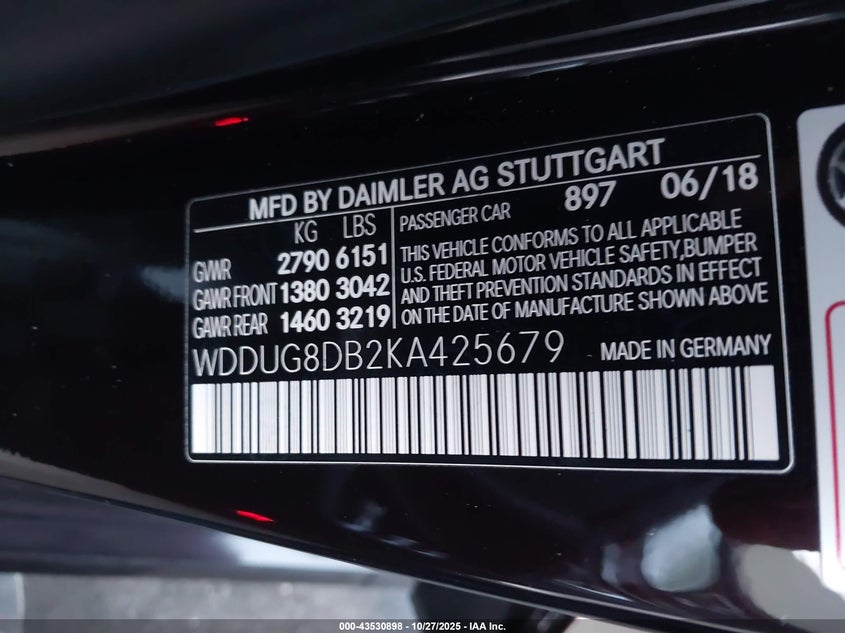 MFD BY DAIMLER AG STUTTGART
KG LBS
GVWR 2790 6151
GAWR FRONT 1380 3042
GAWR REAR 1460 3219
PASSENGER CAR 897 06/18
THIS VEHICLE CONFORMS TO ALL APPLICABLE
U.S. FEDERAL MOTOR VEHICLE SAFETY,BUMPER
AND THEFT PREVENTION STANDARDS IN EFFECT
ON THE DATE OF MANUFACTURE SHOWN ABOVE
WDDUG8DB2KA425679 MADE IN GERMANY
000-43530898 - 10/27/2025 - IAA Inc.